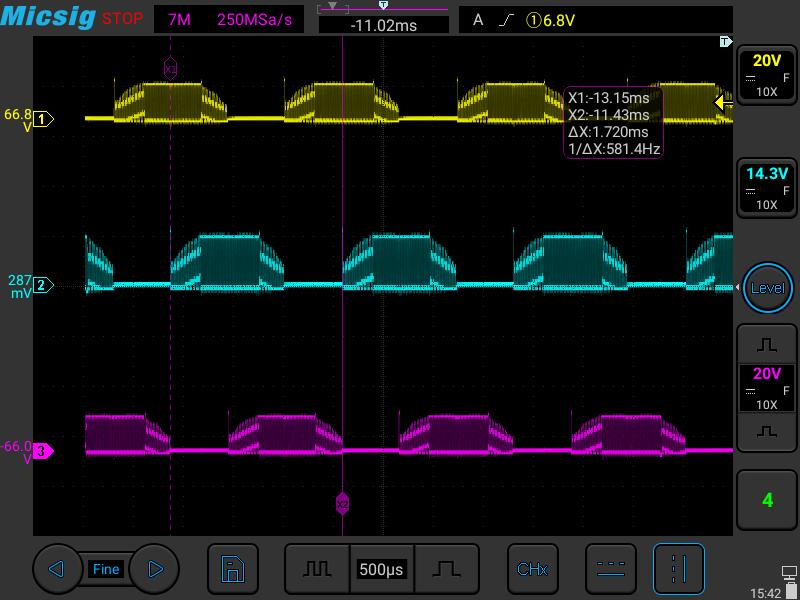 Micsig STOP 7M 250MSa/s T -11.02ms A ①6.8V
T
20V
F
10X
X1
66.8
V
1
X1:-13.15ms
X2:-11.43ms
ΔX:1.720ms
1/ΔX:581.4Hz
14.3V
F
10X
287
mV
2
Level
20V
F
10X
-66.0
V
3
X2
4
Fine
500µs
CHx
15:42